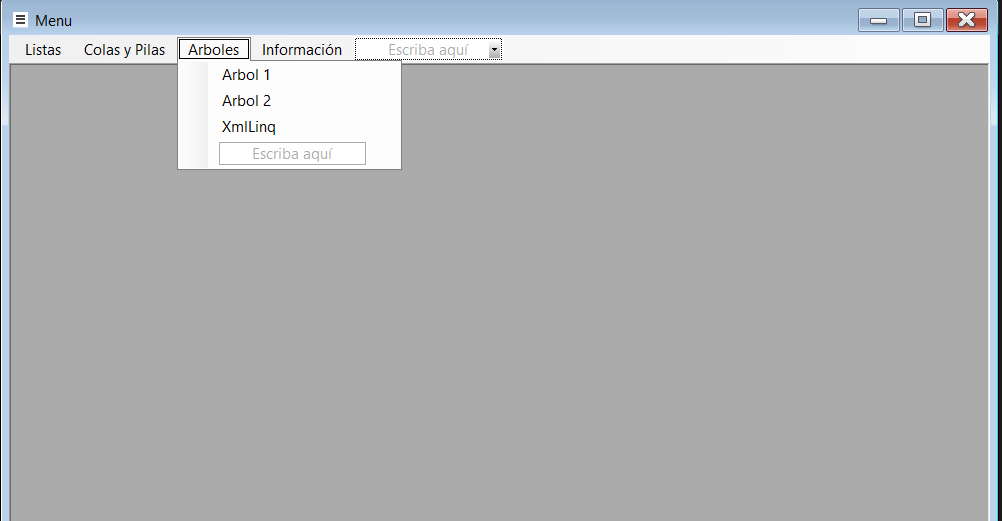 Menu
Listas Colas y Pilas Arboles Información Escriba aquí
Arbol 1
Arbol 2
XmlLinq
Escriba aquí